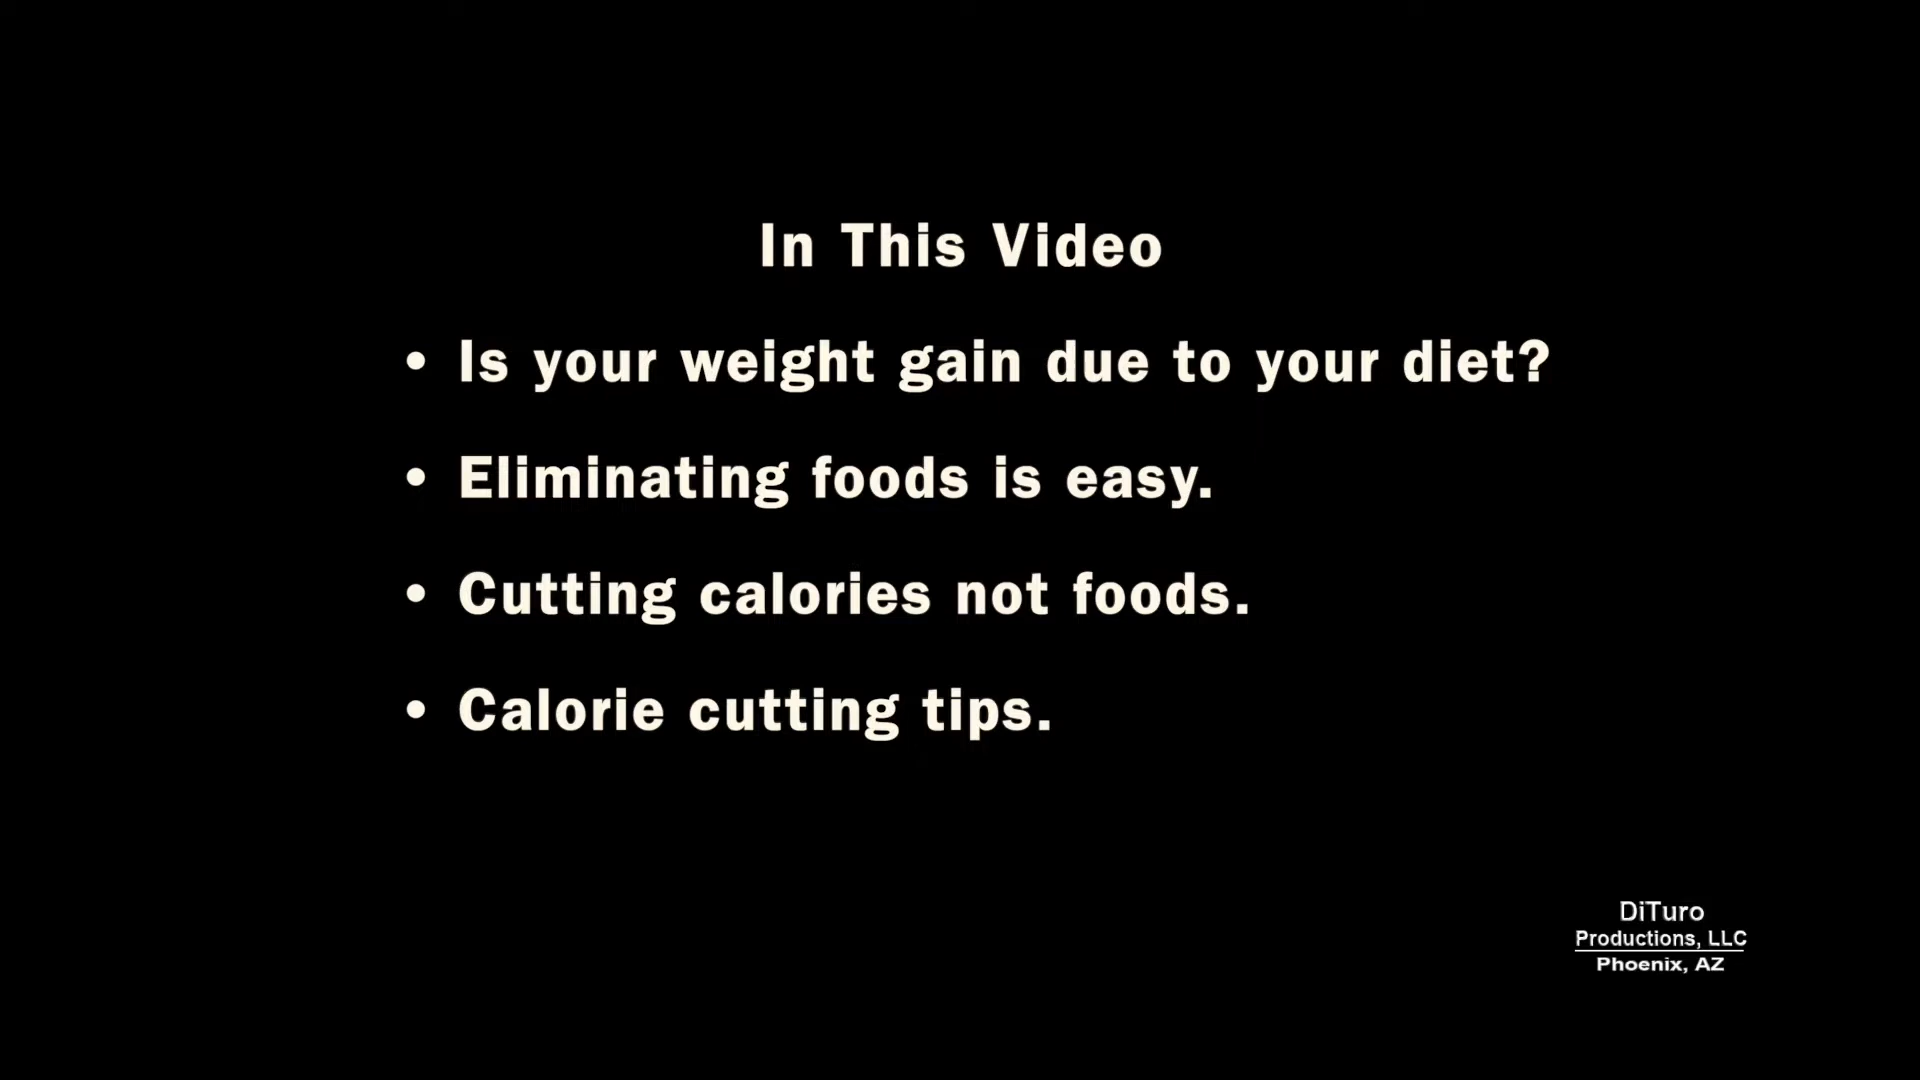 In This Video
• Is your weight gain due to your diet?
• Eliminating foods is easy.
• Cutting calories not foods.
• Calorie cutting tips.
DiTuro
Productions, LLC
Phoenix, AZ